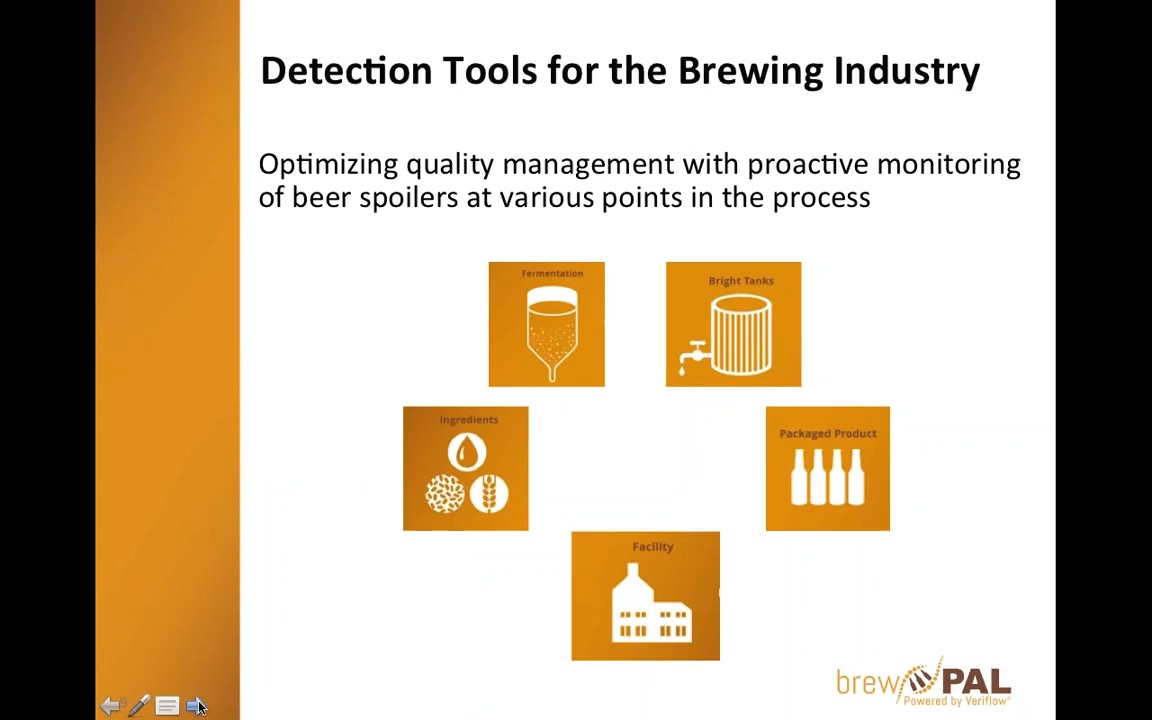 Detection Tools for the Brewing Industry
Optimizing quality management with proactive monitoring
of beer spoilers at various points in the process
Fermentation
Bright Tanks
Ingredients
Packaged Product
Facility
brewPAL
Powered by Veriflow®